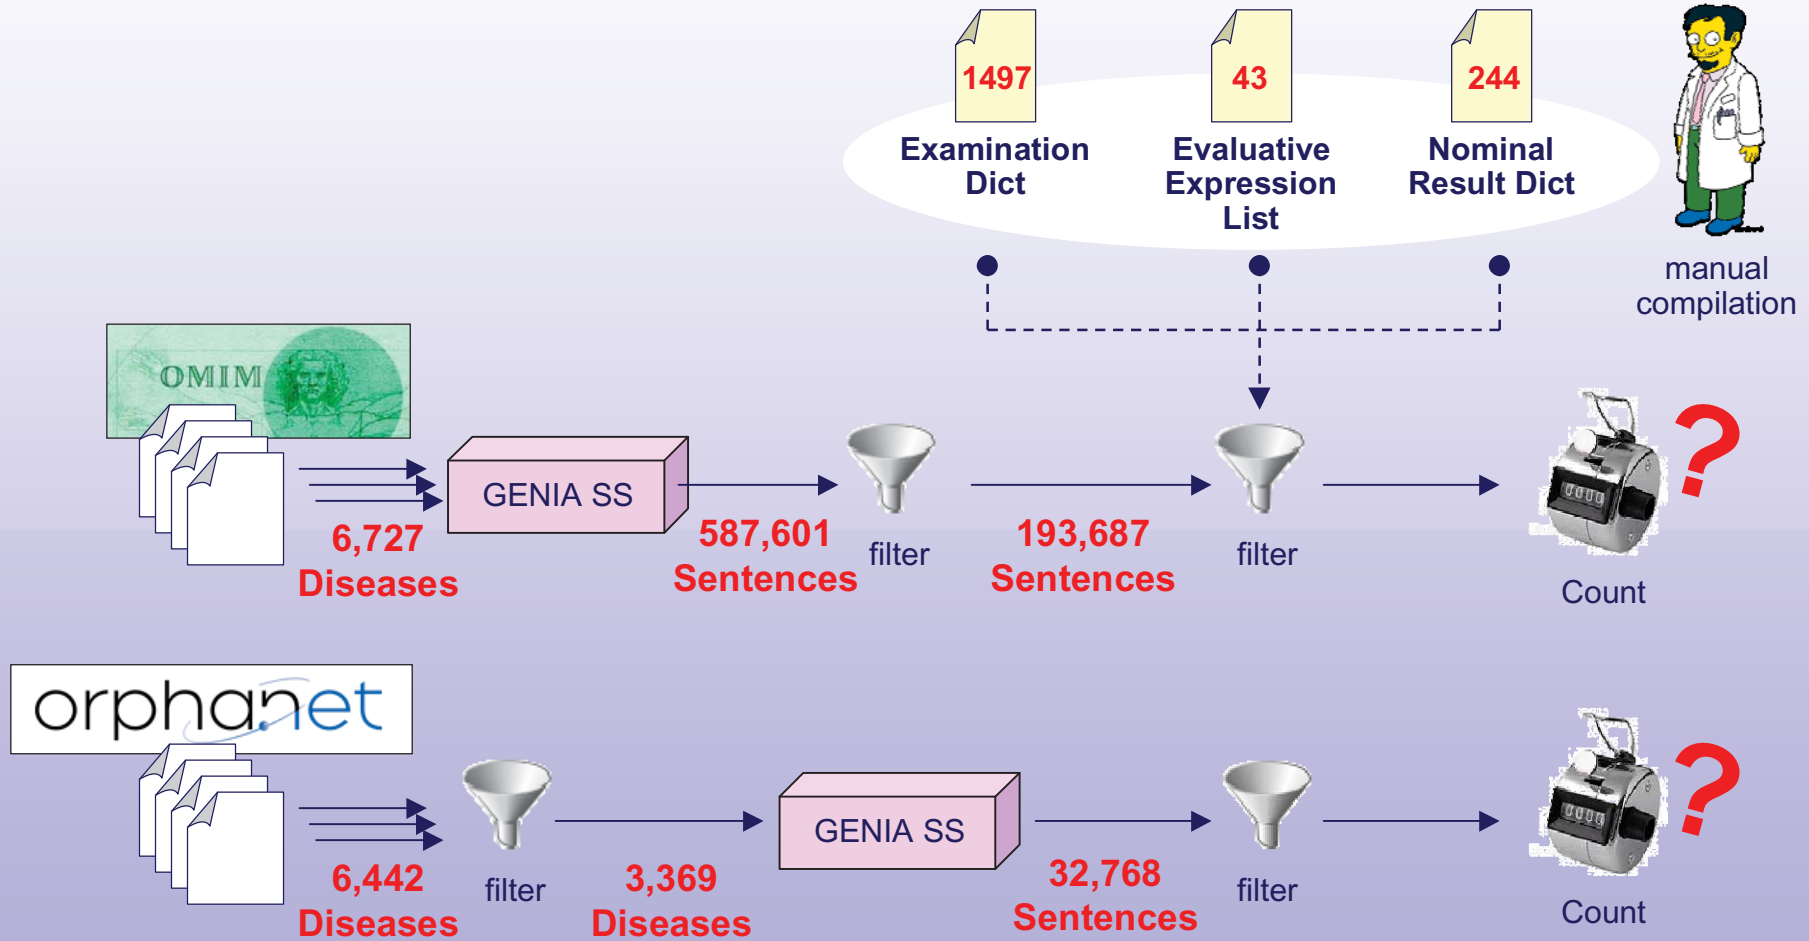 1497
43
244
Examination
Dict
Evaluative
Expression
List
Nominal
Result Dict
manual
compilation
OMIM
GENIA SS
6,727
Diseases
587,601
Sentences
filter
193,687
Sentences
filter
?
Count
orphanet
6,442
Diseases
filter
3,369
Diseases
GENIA SS
32,768
Sentences
filter
?
Count